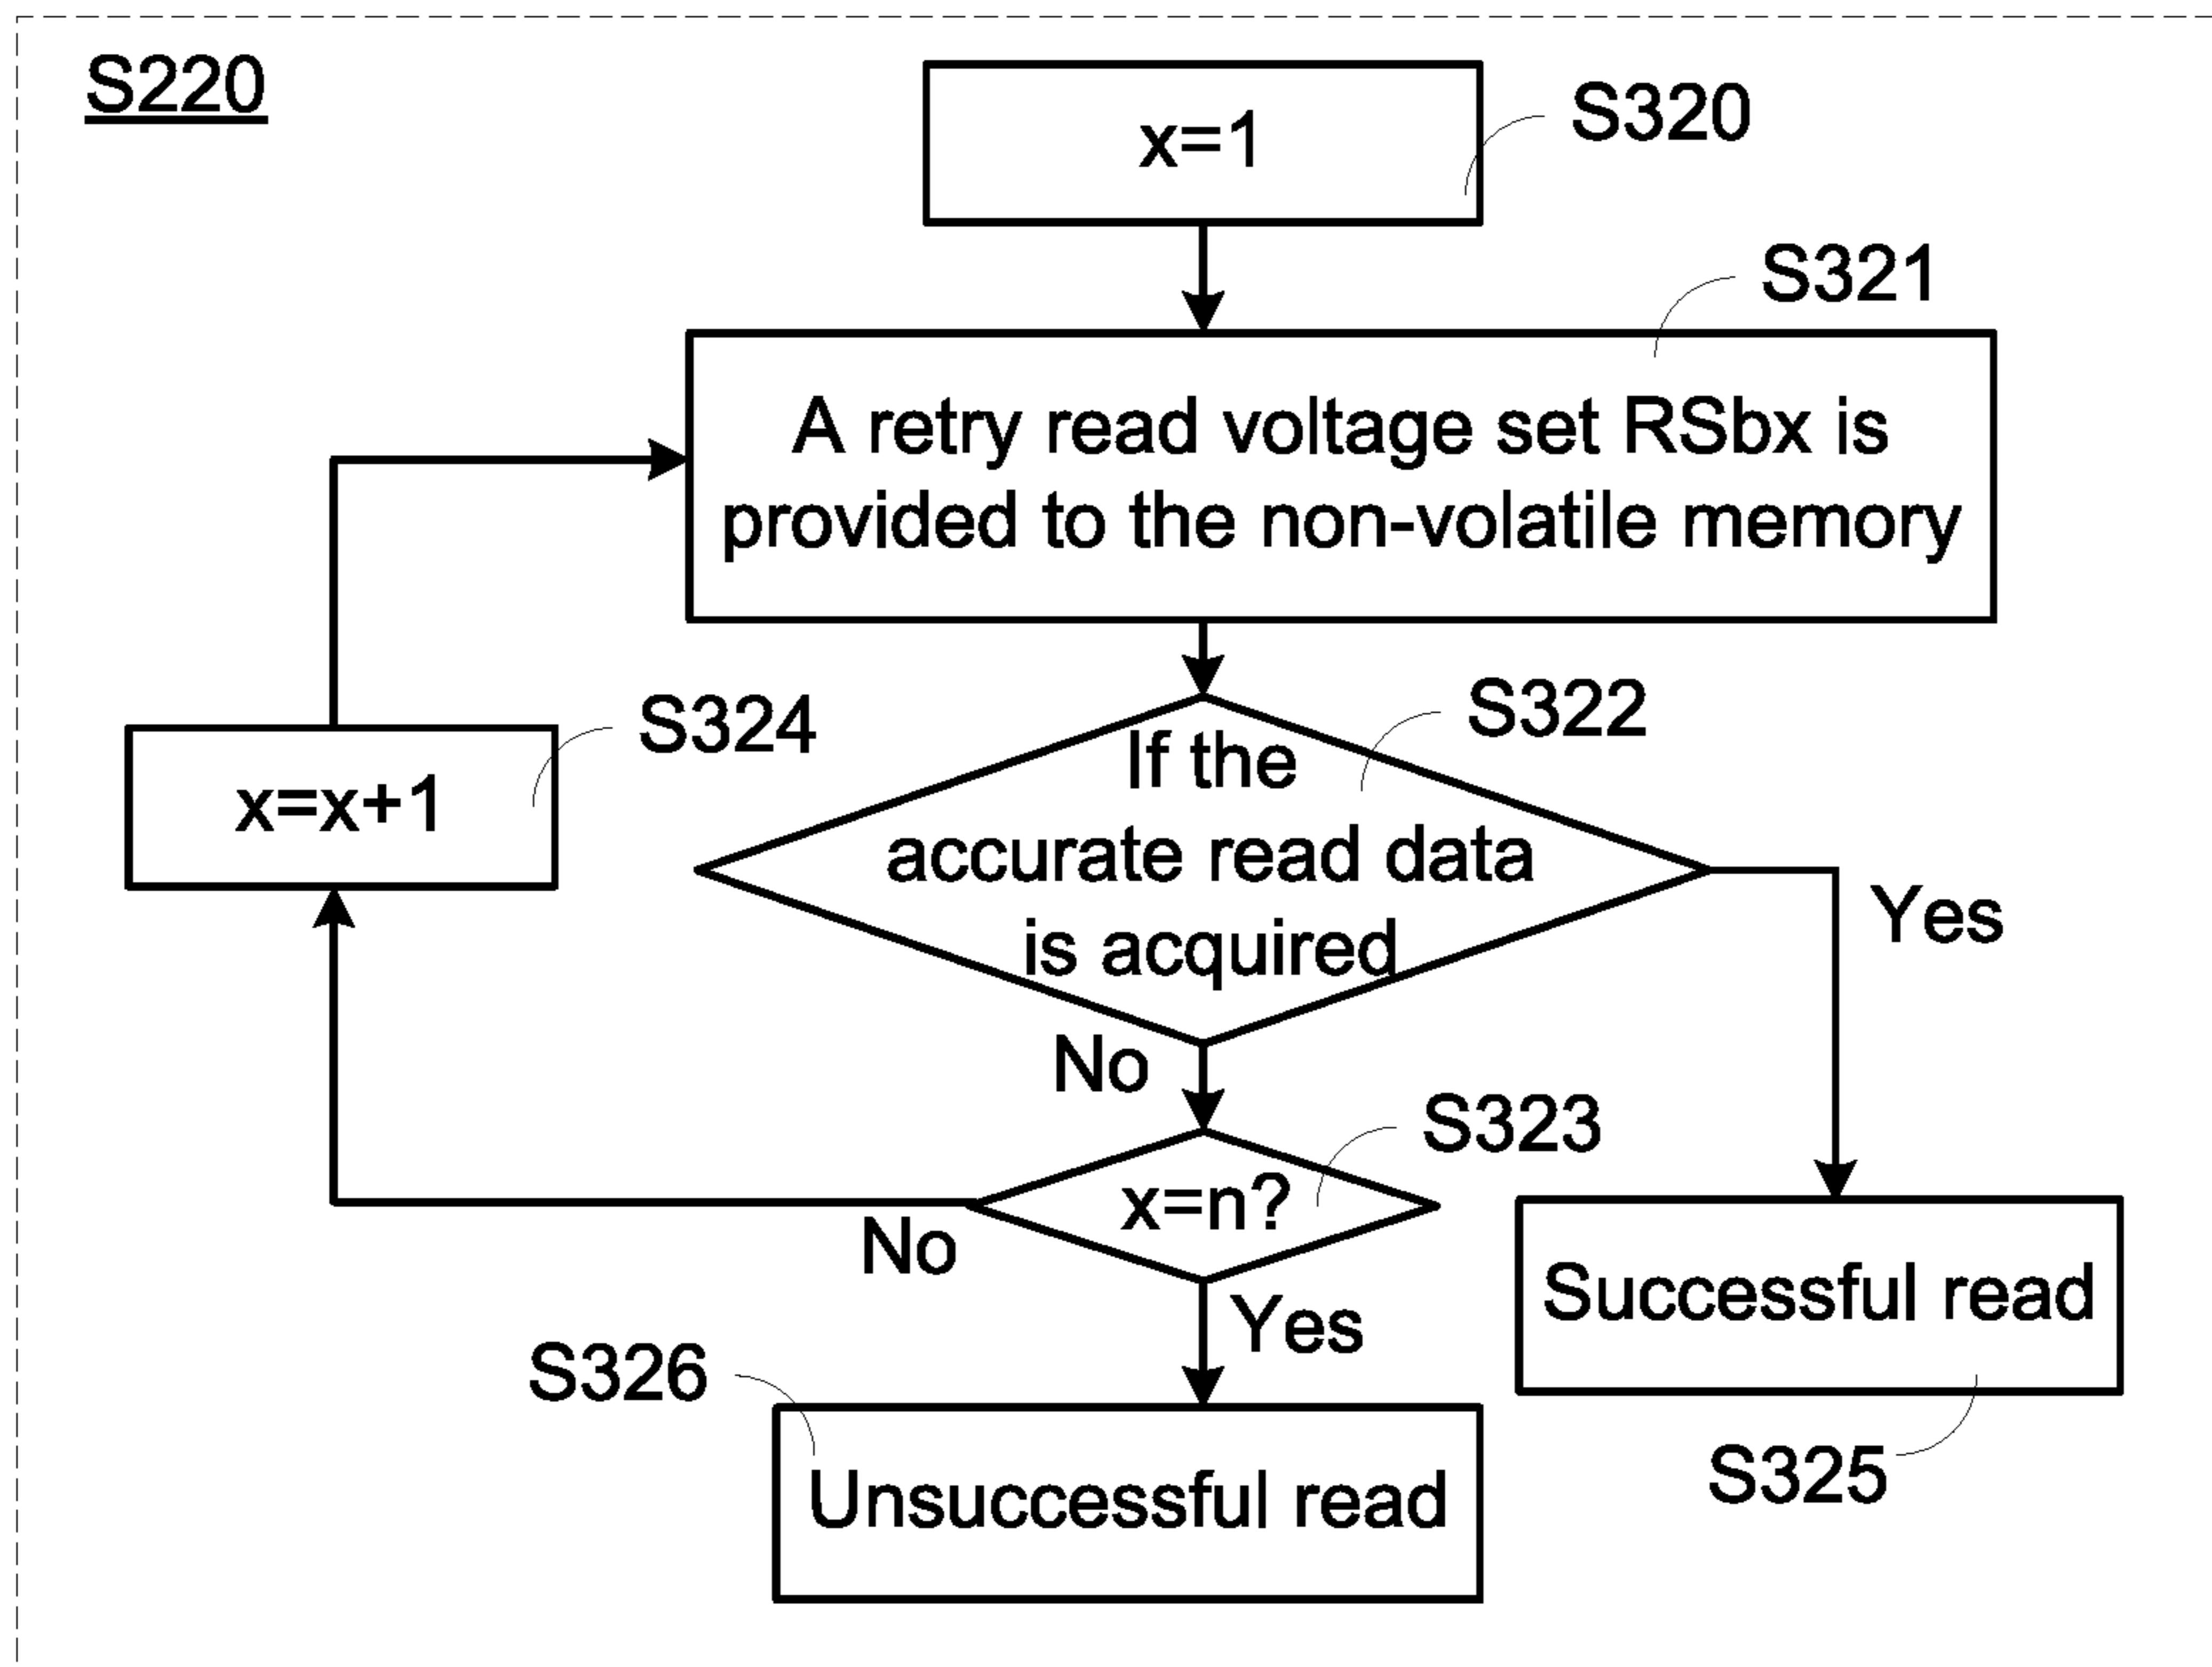 S220
x=1
S320
S321
A retry read voltage set RSbx is
provided to the non-volatile memory
S324
x=x+1
S322
If the
accurate read data
is acquired
Yes
No
S323
x=n?
No
Yes
Successful read
S325
S326
Unsuccessful read